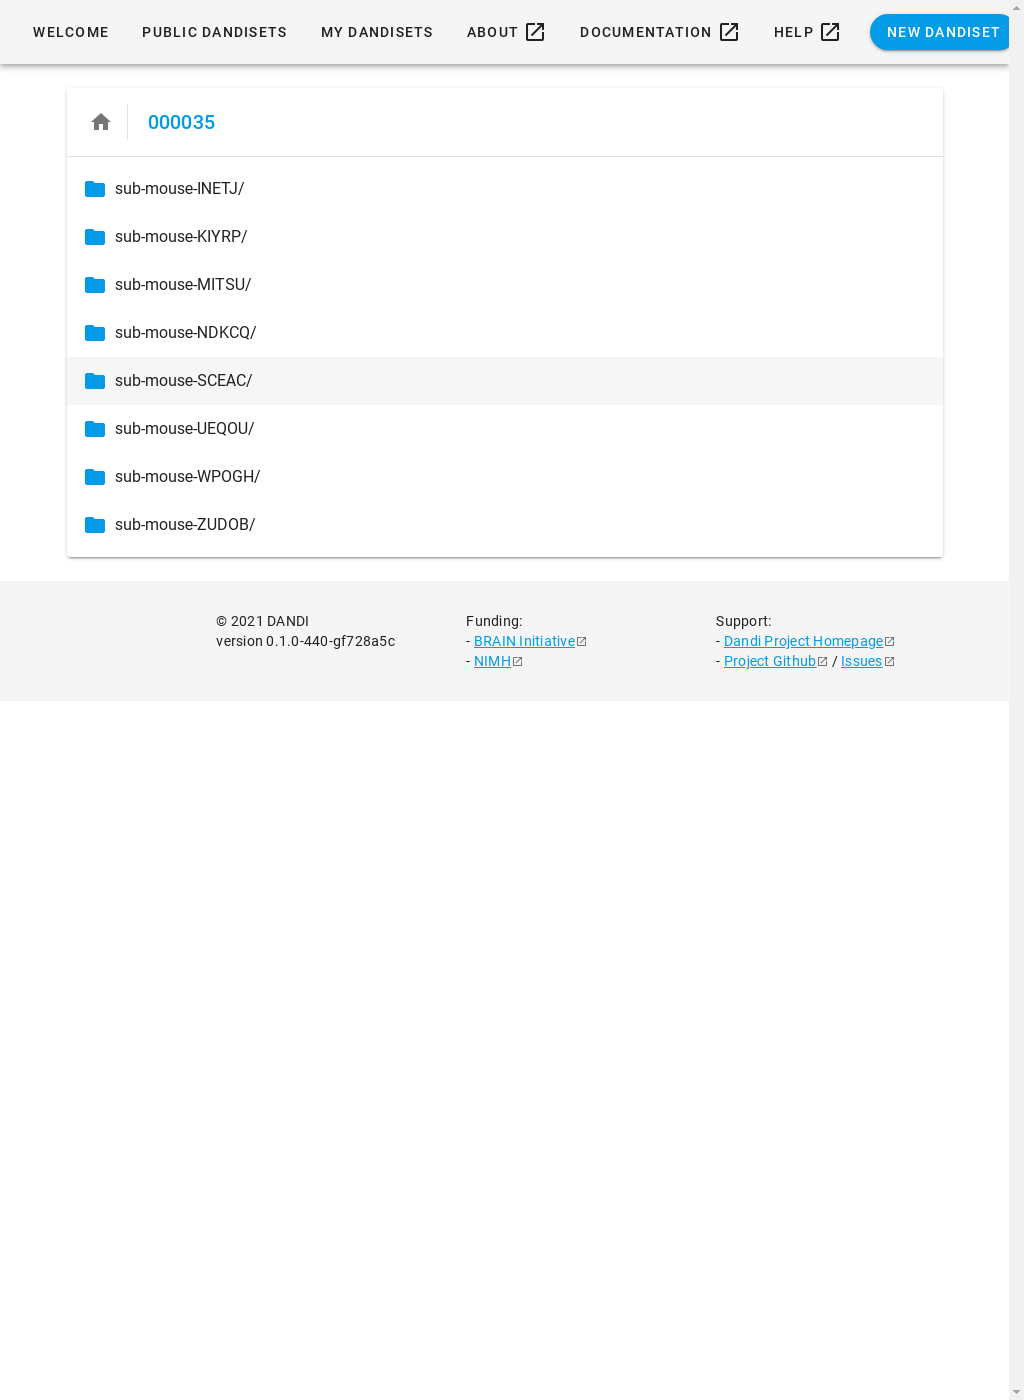 WELCOME PUBLIC DANDISETS MY DANDISETS ABOUT DOCUMENTATION HELP NEW DANDISET
000035
sub-mouse-INETJ/
sub-mouse-KIYRP/
sub-mouse-MITSU/
sub-mouse-NDKCQ/
sub-mouse-SCEAC/
sub-mouse-UEQOU/
sub-mouse-WPOGH/
sub-mouse-ZUDOB/
© 2021 DANDI
version 0.1.0-440-gf728a5c
Funding:
- BRAIN Initiative
- NIMH
Support:
- Dandi Project Homepage
- Project Github / Issues